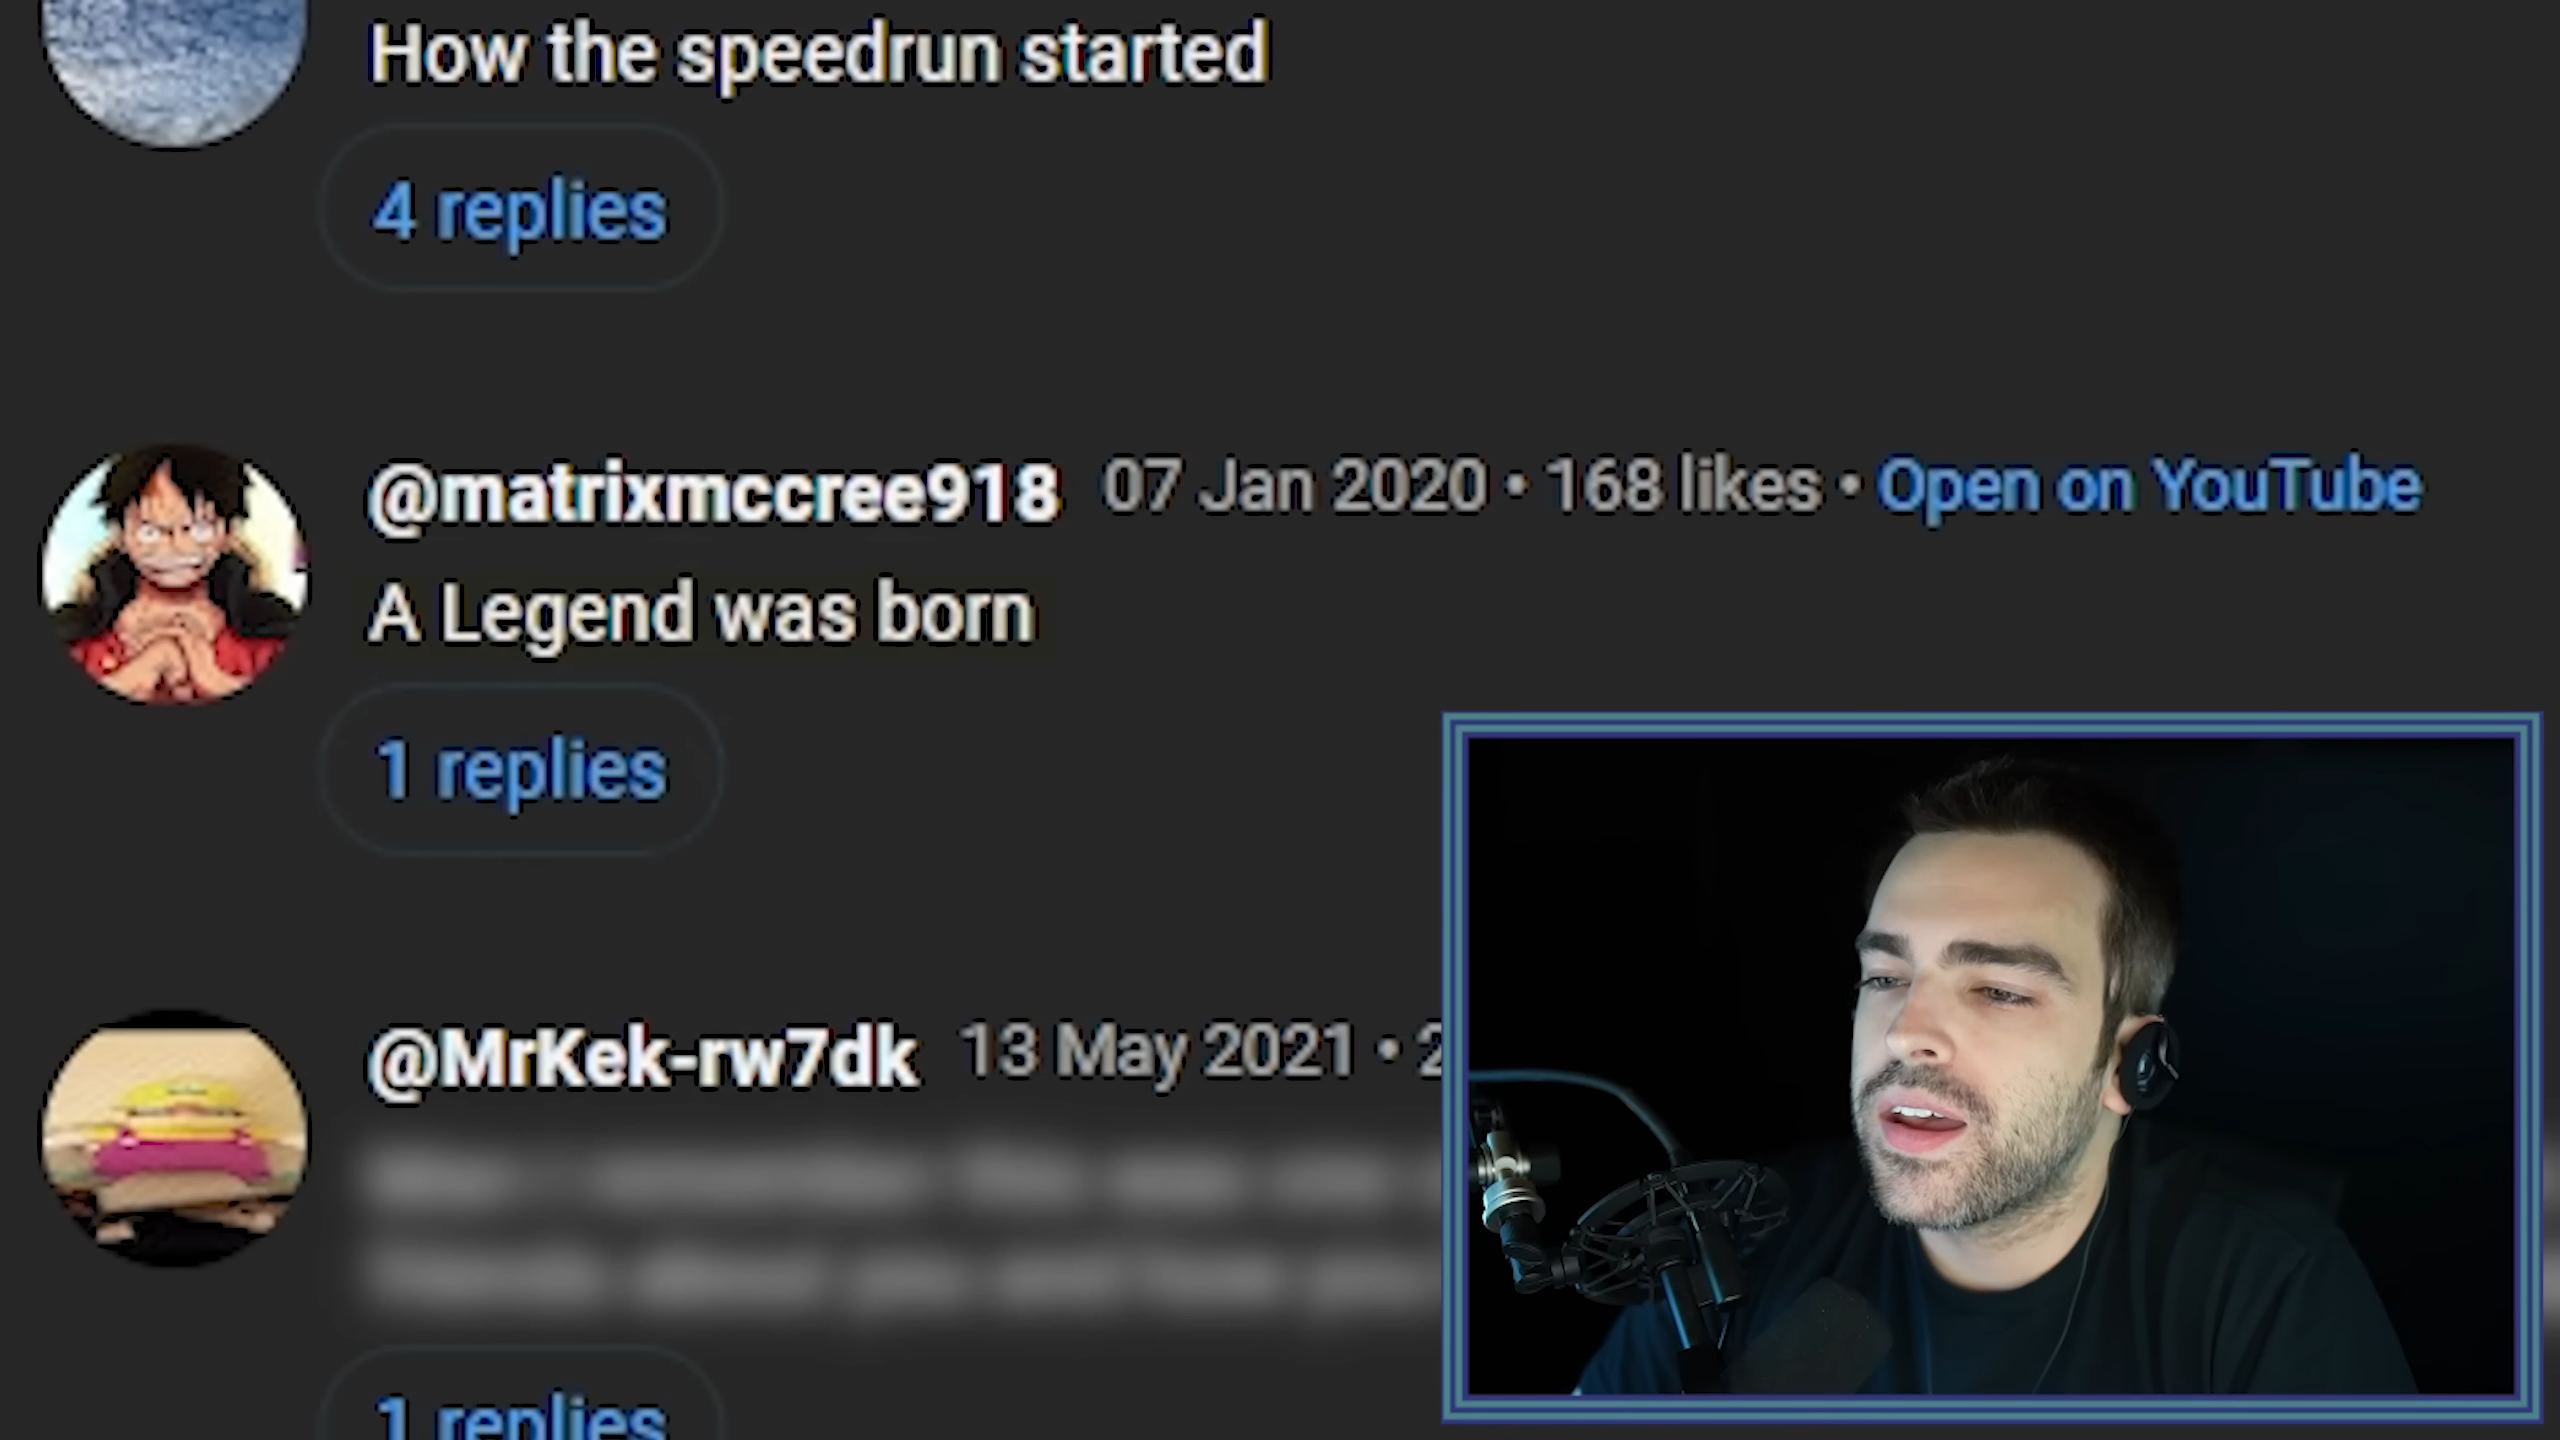 How the speedrun started
4 replies
@matrixmccree918 07 Jan 2020 • 168 likes • Open on YouTube
A Legend was born
1 replies
@MrKek-rw7dk 13 May 2021 • 2
1 replies